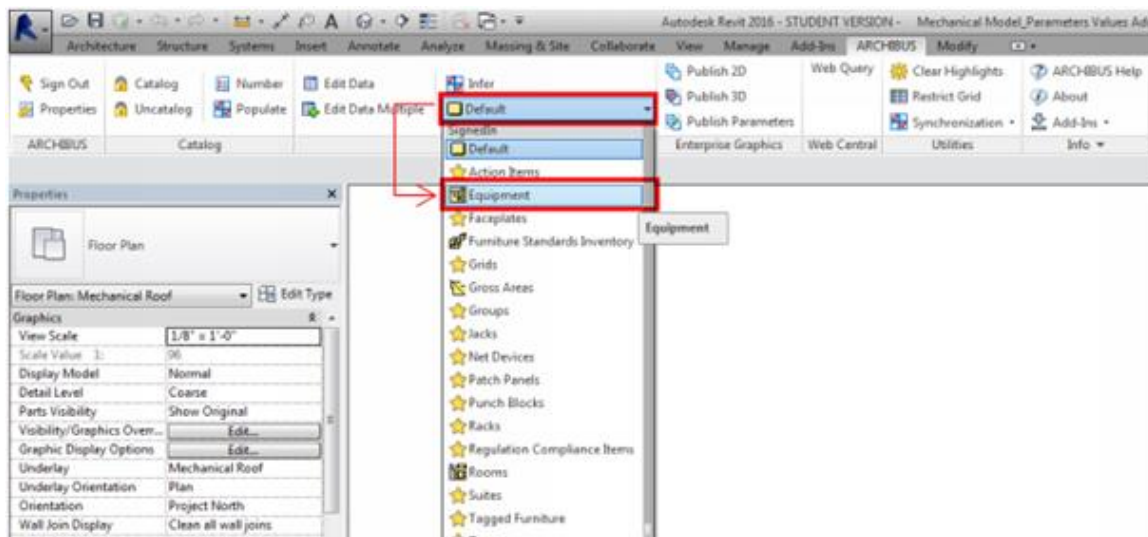 Autodesk Revit 2016 - STUDENT VERSION - Mechanical Model_Parameters Values Ad
Architecture Structure Systems Insert Annotate Analyze Massing & Site Collaborate View Manage Add-Ins ARCHIBUS Modify
Sign Out Catalog Number Edit Data Infer Publish 2D Web Query Clear Highlights ARCHIBUS Help
Properties Uncatalog Populate Edit Data Multiple Default Publish 3D Restrict Grid About
Publish Parameters Synchronization Add-Ins
ARCHIBUS Catalog Enterprise Graphics Web Central Utilities Info
SignedIn
Default
Action Items
Equipment
Equipment
Faceplates
Furniture Standards Inventory
Grids
Gross Areas
Groups
Jacks
Net Devices
Patch Panels
Punch Blocks
Racks
Regulation Compliance Items
Rooms
Suites
Tagged Furniture
Properties
Floor Plan
Floor Plan: Mechanical Roof Edit Type
Graphics
View Scale 1/8" = 1'-0"
Scale Value 1: 96
Display Model Normal
Detail Level Coarse
Parts Visibility Show Original
Visibility/Graphics Overr... Edit...
Graphic Display Options Edit...
Underlay Mechanical Roof
Underlay Orientation Plan
Orientation Project North
Wall Join Display Clean all wall joins